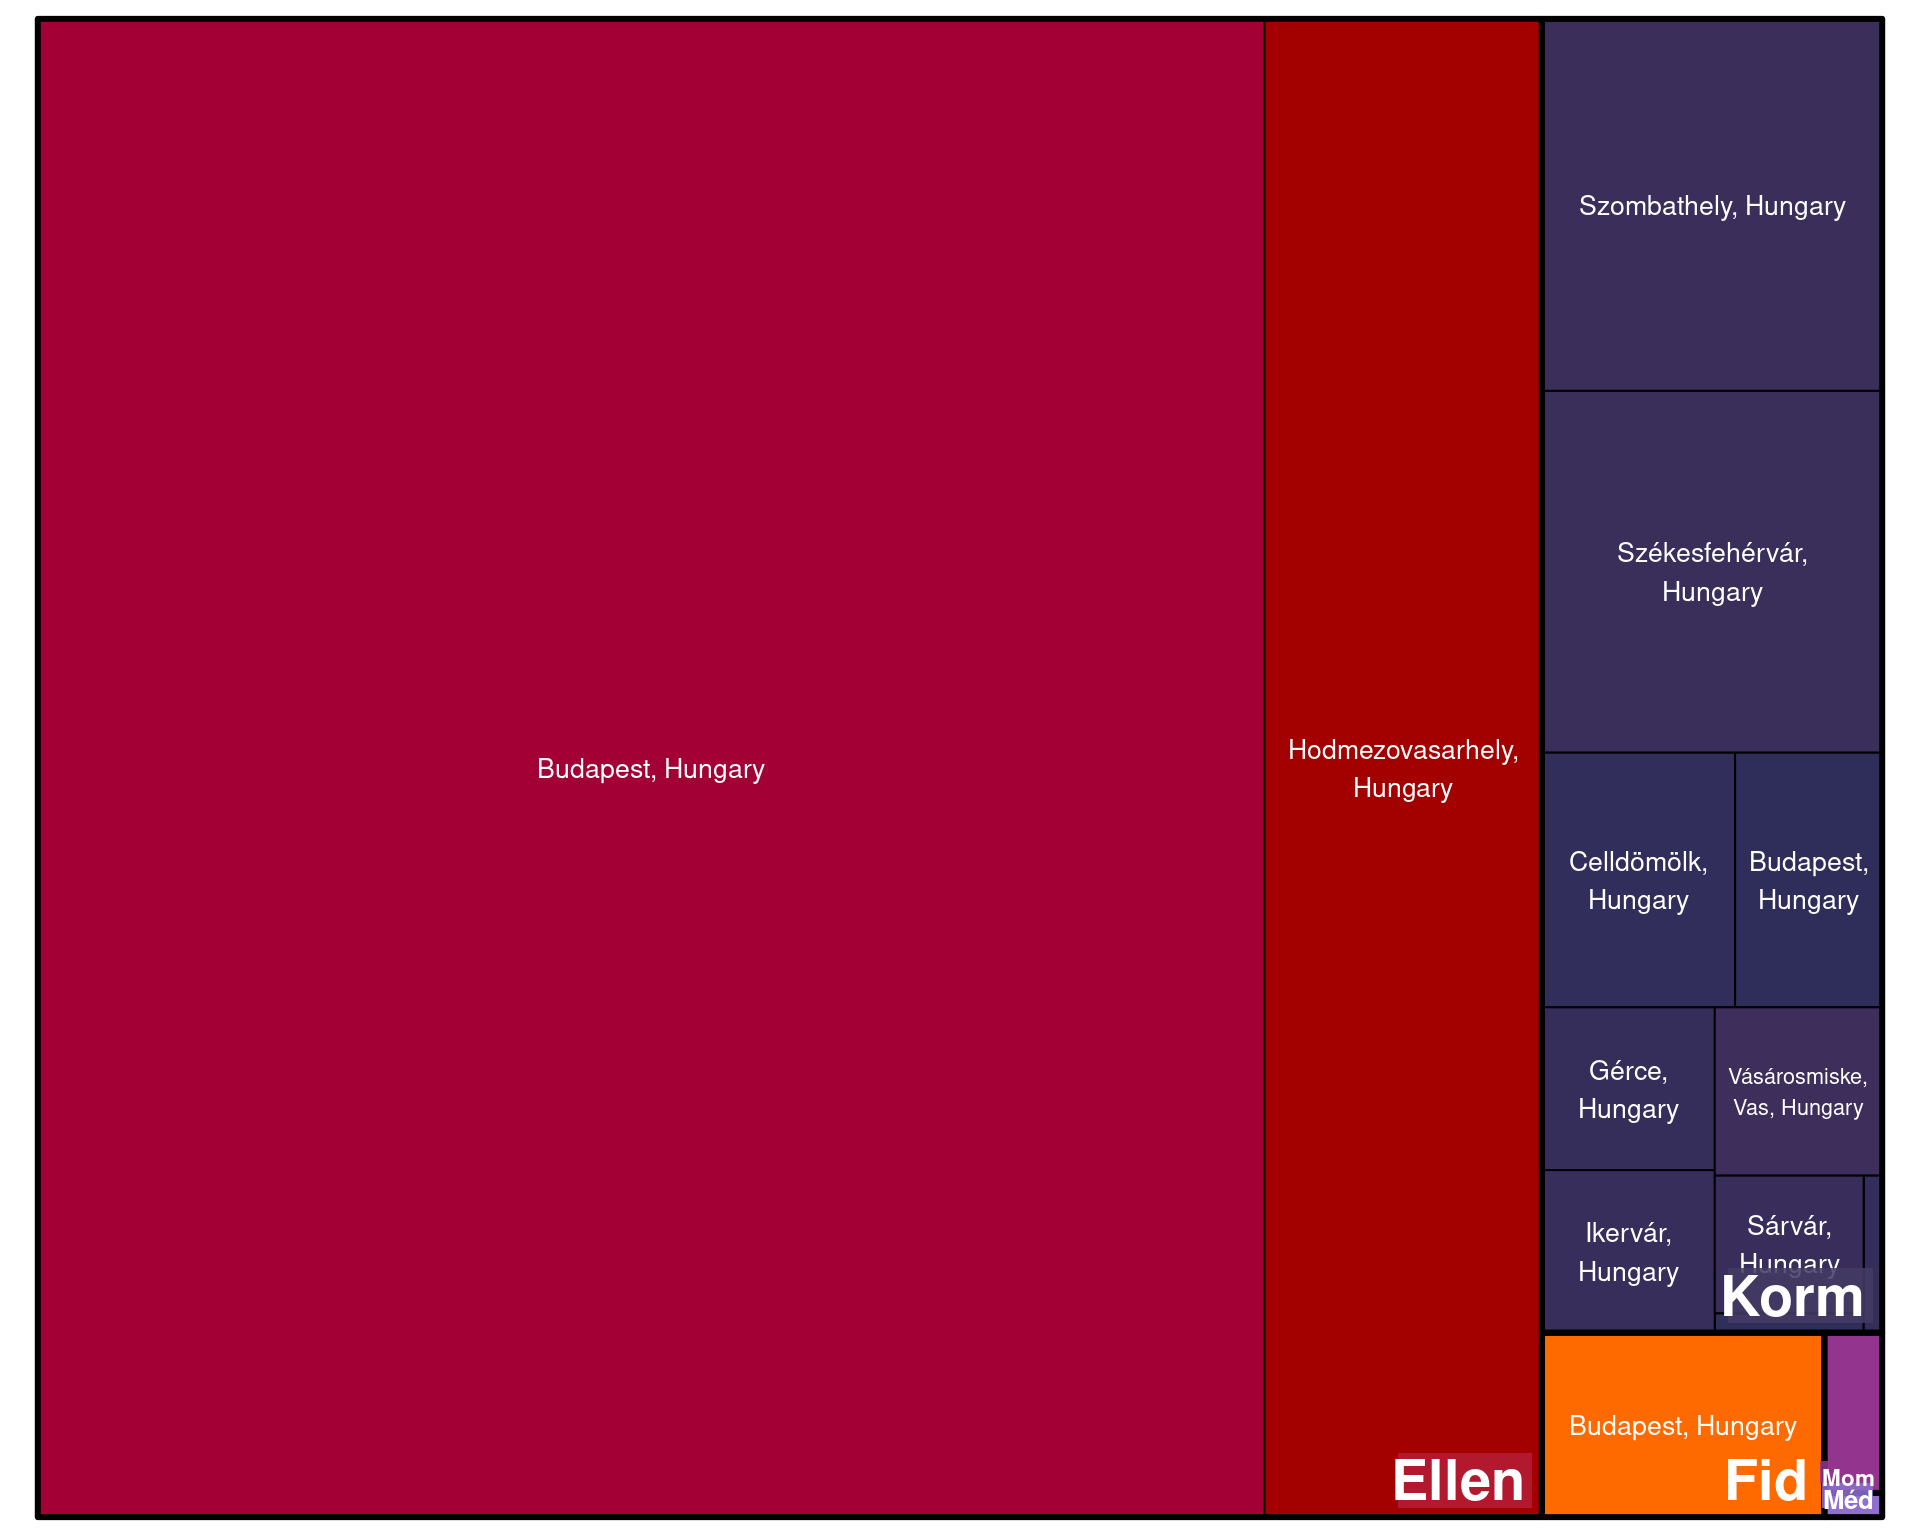 Budapest, Hungary
Hodmezovasarhely,
Hungary
Ellen
Szombathely, Hungary
Székesfehérvár,
Hungary
Celldömölk,
Hungary
Budapest,
Hungary
Gérce,
Hungary
Vásárosmiske,
Vas, Hungary
Ikervár,
Hungary
Sárvár,
Hungary
Korm
Budapest, Hungary
Fid
Mom
Méd